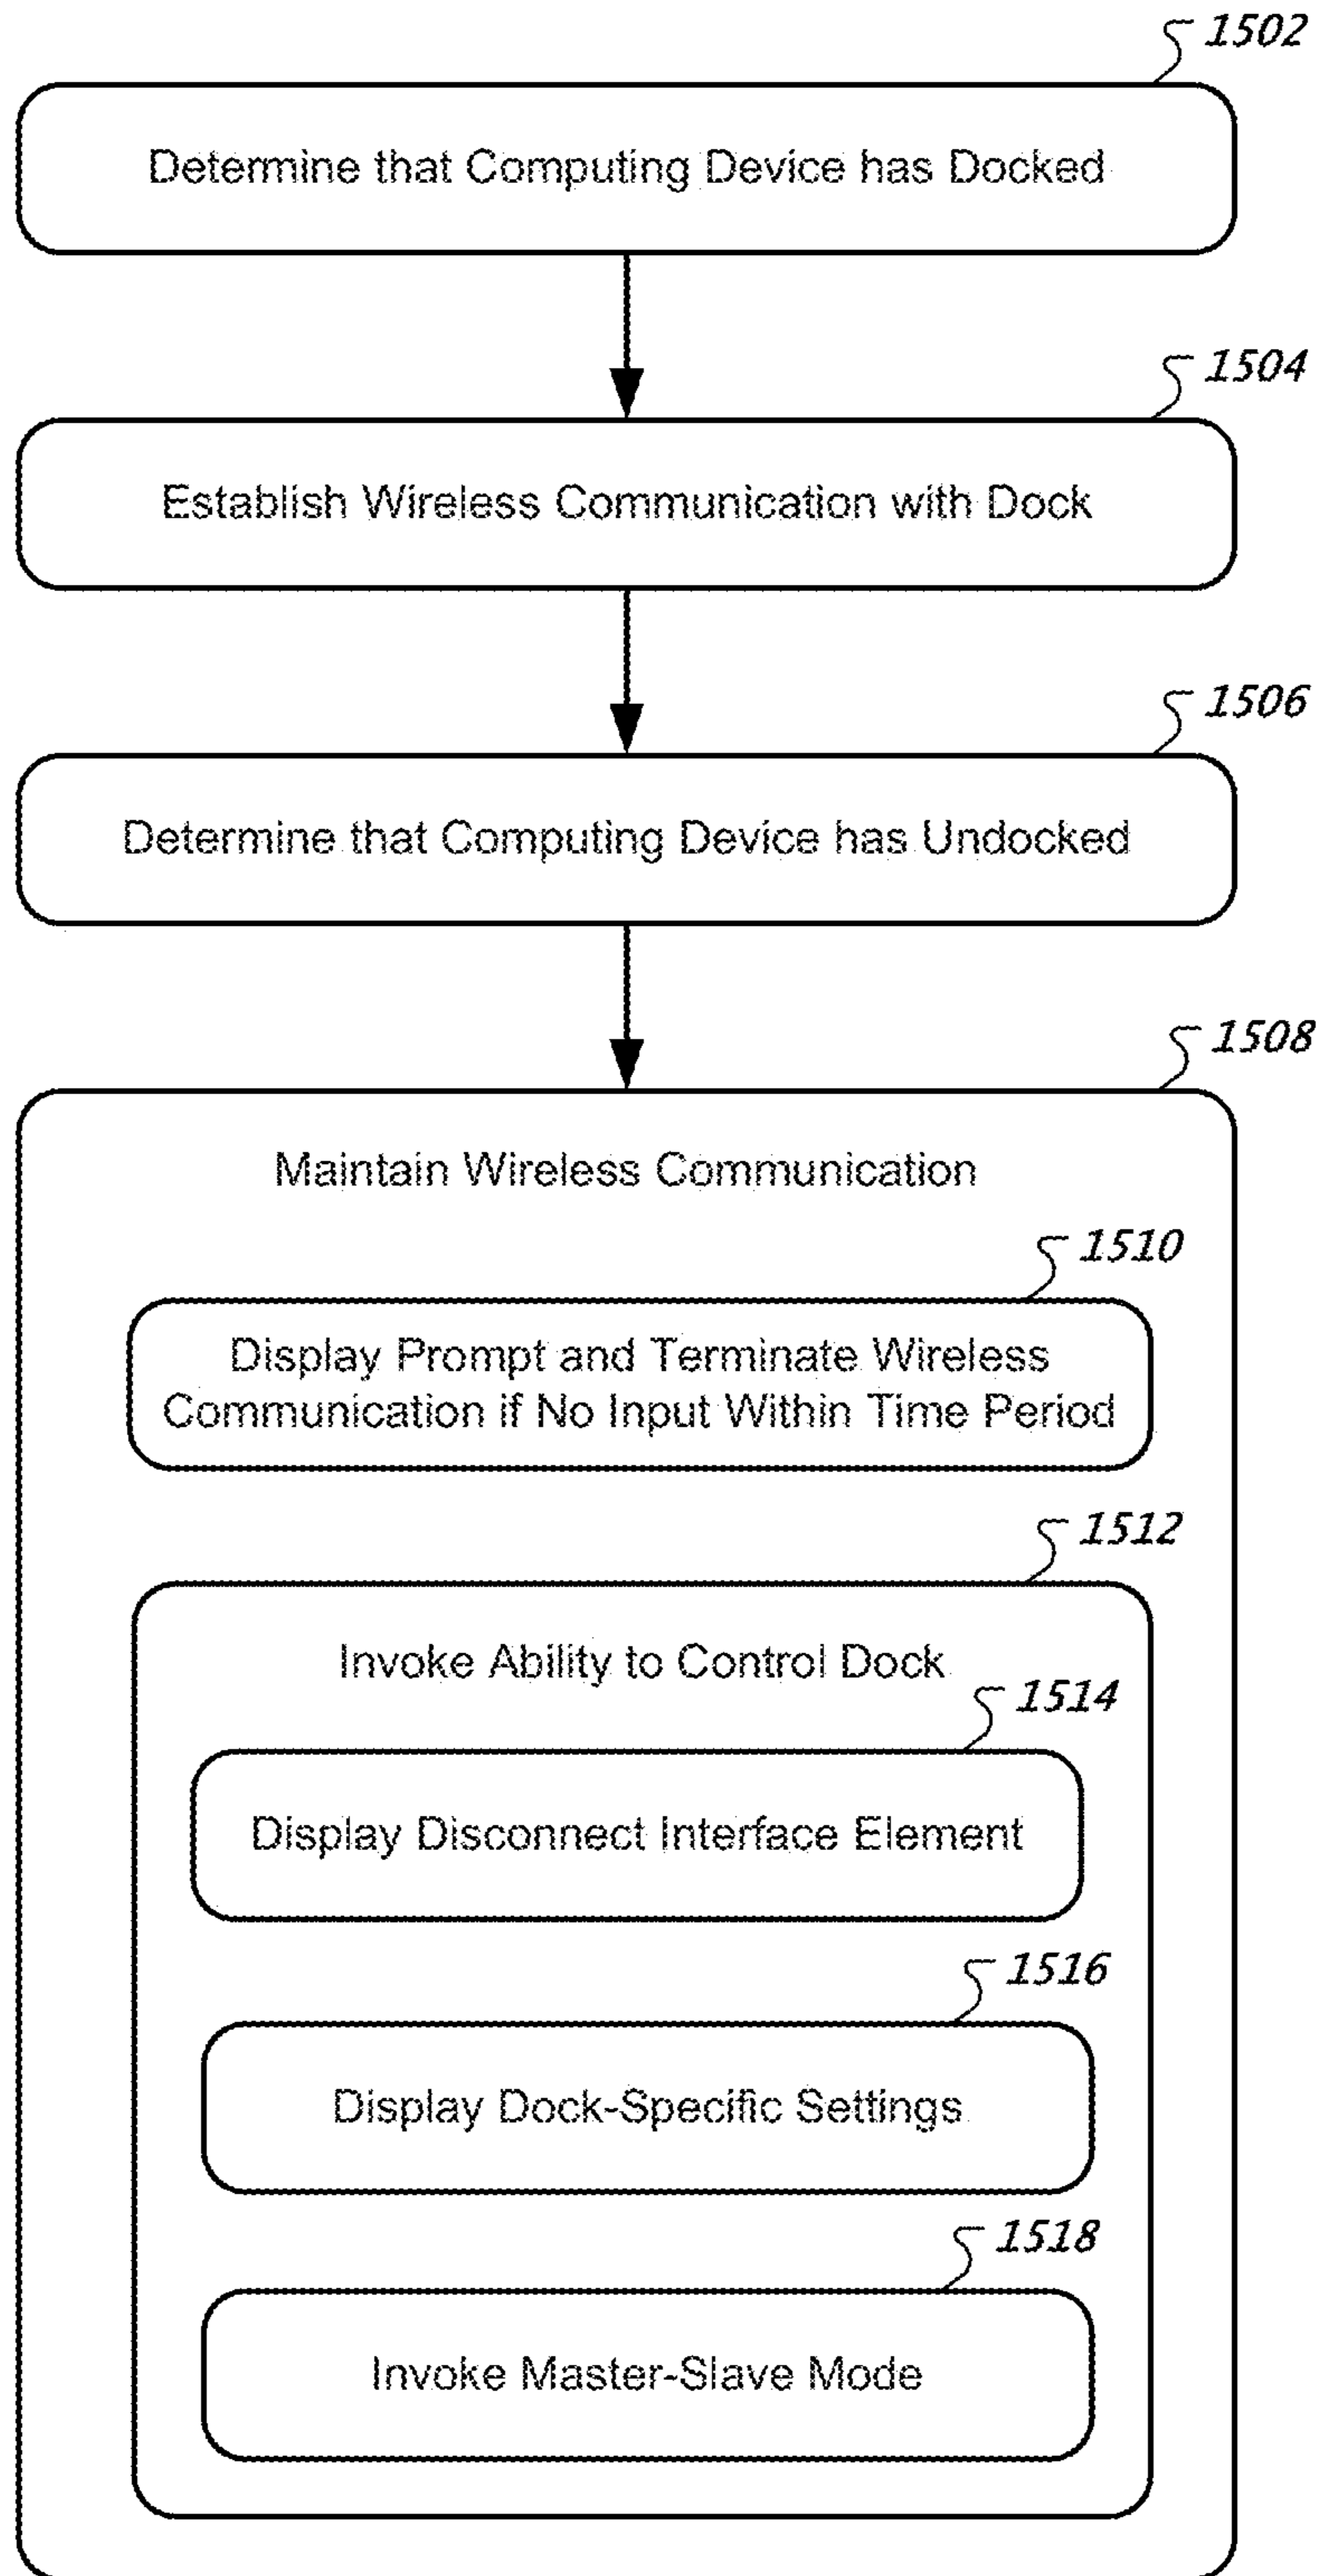 1502
Determine that Computing Device has Docked
1504
Establish Wireless Communication with Dock
1506
Determine that Computing Device has Undocked
1508
Maintain Wireless Communication
1510
Display Prompt and Terminate Wireless
Communication if No Input Within Time Period
1512
Invoke Ability to Control Dock
1514
Display Disconnect Interface Element
1516
Display Dock-Specific Settings
1518
Invoke Master-Slave Mode